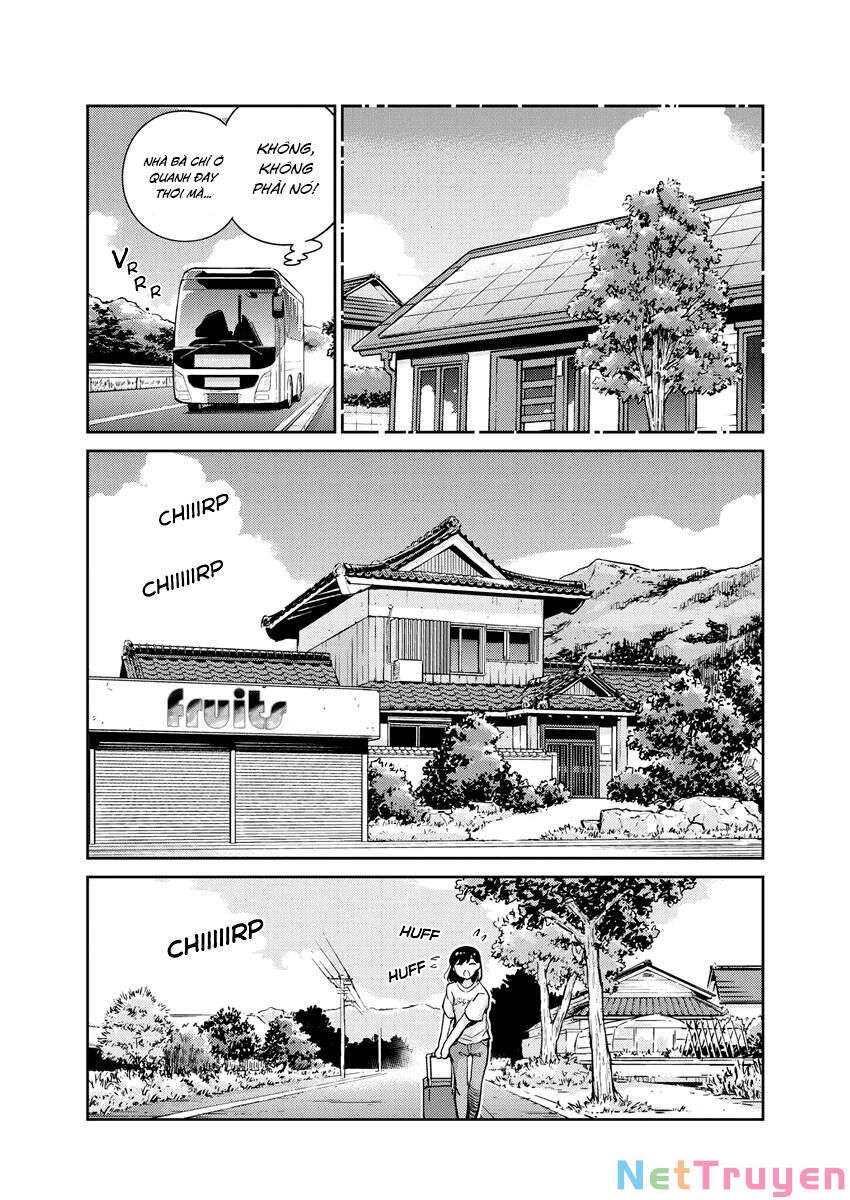 KHÔNG,
KHÔNG
PHẢI NÓ!
NHÀ BÀ CHỈ Ở
QUANH ĐÂY
THÔI MÀ...
VRRR
CHIIIRP
CHIIIIIRP
fruits
CHIIIIIRP
HUFF
HUFF
NetTruyen